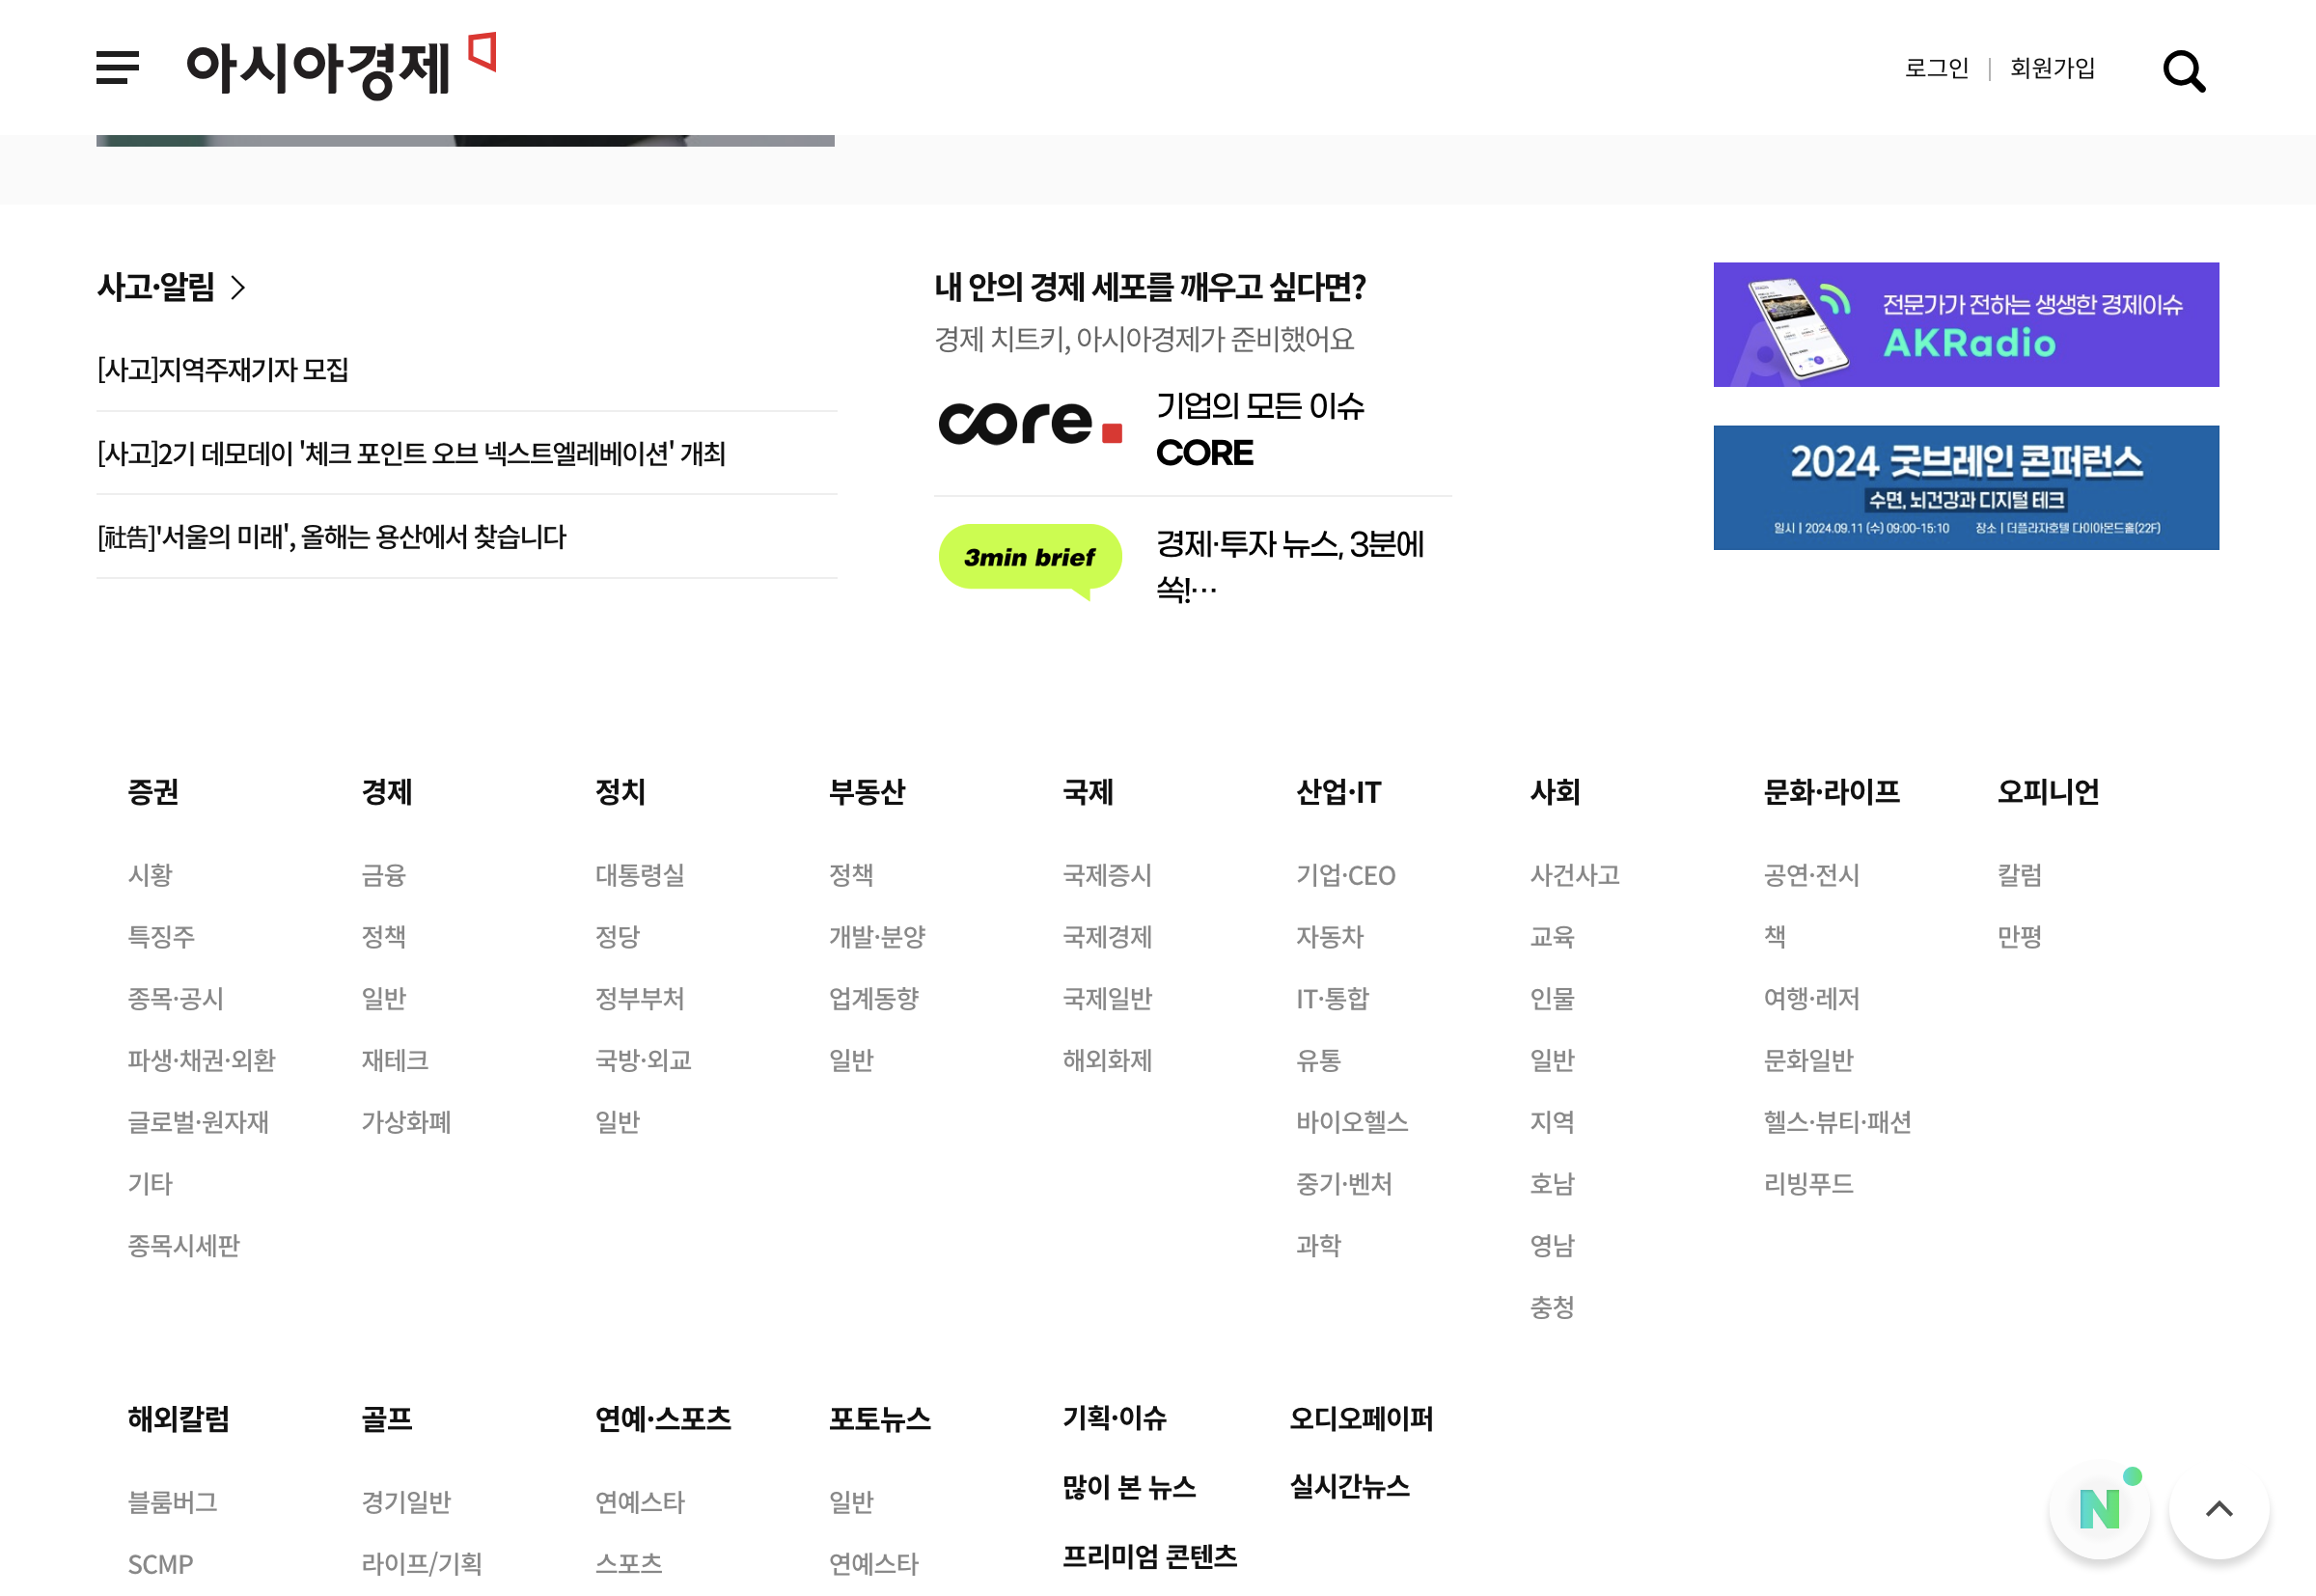 아시아경제
로그인 | 회원가입
사고·알림
[사고]지역주재기자 모집
[사고]2기 데모데이 '체크 포인트 오브 넥스트엘레베이션' 개최
[社告]'서울의 미래', 올해는 용산에서 찾습니다
내 안의 경제 세포를 깨우고 싶다면?
경제 치트키, 아시아경제가 준비했어요
core.
기업의 모든 이슈
CORE
3min brief
경제·투자 뉴스, 3분에
쏙!…
전문가가 전하는 생생한 경제이슈
AKRadio
2024 굿브레인 콘퍼런스
수면, 뇌건강과 디지털 테크
일시 | 2024.09.11 (수) 09:00-15:10 장소 | 더플라자호텔 다이아몬드홀(22F)
증권
시황
특징주
종목·공시
파생·채권·외환
글로벌·원자재
기타
종목시세판
경제
금융
정책
일반
재테크
가상화폐
정치
대통령실
정당
정부부처
국방·외교
일반
부동산
정책
개발·분양
업계동향
일반
국제
국제증시
국제경제
국제일반
해외화제
산업·IT
기업·CEO
자동차
IT·통합
유통
바이오헬스
중기·벤처
과학
사회
사건사고
교육
인물
일반
지역
호남
영남
충청
문화·라이프
공연·전시
책
여행·레저
문화일반
헬스·뷰티·패션
리빙푸드
오피니언
칼럼
만평
해외칼럼
블룸버그
SCMP
골프
경기일반
라이프/기획
연예·스포츠
연예스타
스포츠
포토뉴스
일반
연예스타
기획·이슈
많이 본 뉴스
프리미엄 콘텐츠
오디오페이퍼
실시간뉴스
N